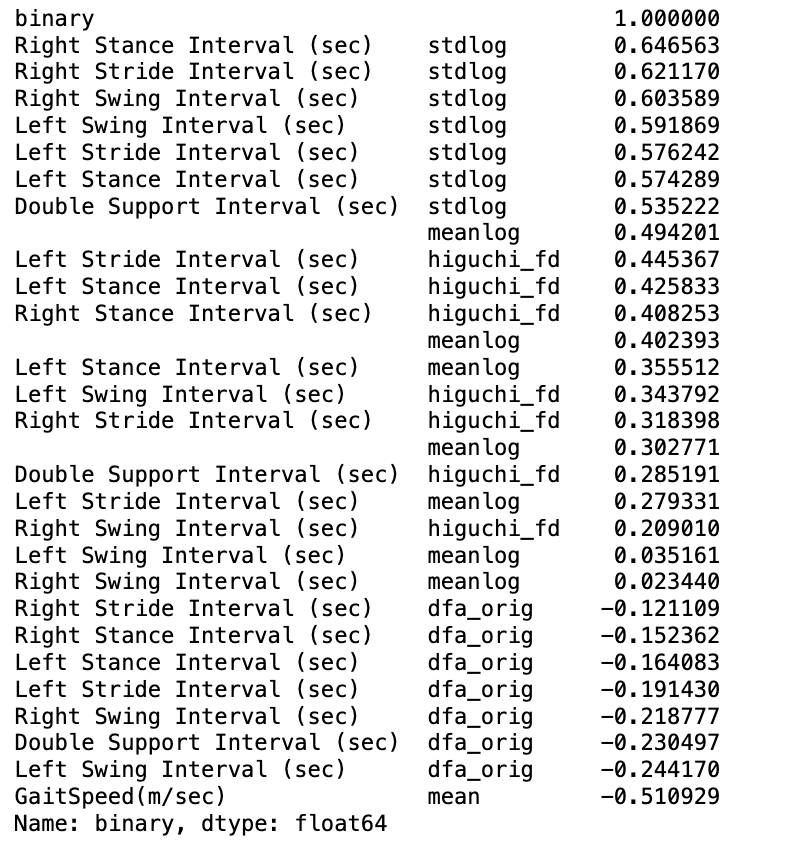 binary 1.000000
Right Stance Interval (sec) stdlog 0.646563
Right Stride Interval (sec) stdlog 0.621170
Right Swing Interval (sec) stdlog 0.603589
Left Swing Interval (sec) stdlog 0.591869
Left Stride Interval (sec) stdlog 0.576242
Left Stance Interval (sec) stdlog 0.574289
Double Support Interval (sec) stdlog 0.535222
meanlog 0.494201
Left Stride Interval (sec) higuchi_fd 0.445367
Left Stance Interval (sec) higuchi_fd 0.425833
Right Stance Interval (sec) higuchi_fd 0.408253
meanlog 0.402393
Left Stance Interval (sec) meanlog 0.355512
Left Swing Interval (sec) higuchi_fd 0.343792
Right Stride Interval (sec) higuchi_fd 0.318398
meanlog 0.302771
Double Support Interval (sec) higuchi_fd 0.285191
Left Stride Interval (sec) meanlog 0.279331
Right Swing Interval (sec) higuchi_fd 0.209010
Left Swing Interval (sec) meanlog 0.035161
Right Swing Interval (sec) meanlog 0.023440
Right Stride Interval (sec) dfa_orig -0.121109
Right Stance Interval (sec) dfa_orig -0.152362
Left Stance Interval (sec) dfa_orig -0.164083
Left Stride Interval (sec) dfa_orig -0.191430
Right Swing Interval (sec) dfa_orig -0.218777
Double Support Interval (sec) dfa_orig -0.230497
Left Swing Interval (sec) dfa_orig -0.244170
GaitSpeed(m/sec) mean -0.510929
Name: binary, dtype: float64